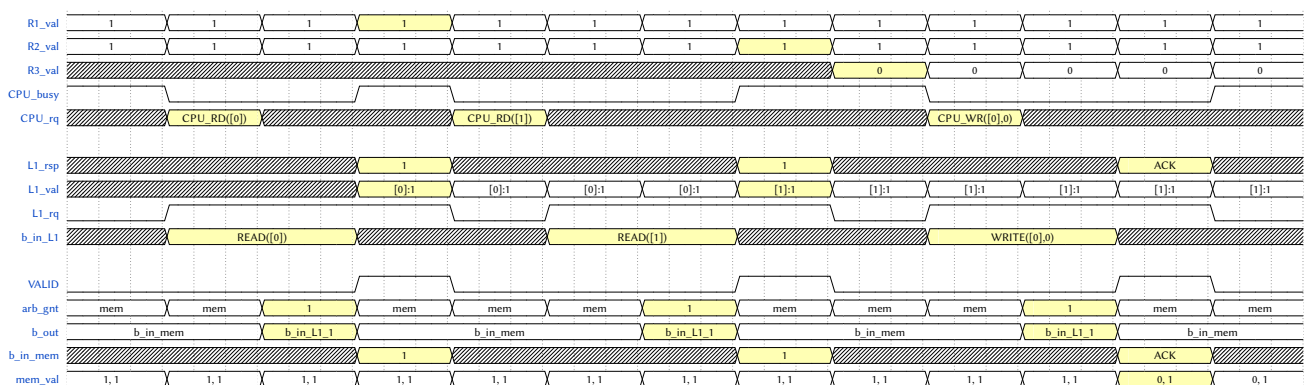 R1_val 1 1 1 1 1 1 1 1 1 1 1 1 1
R2_val 1 1 1 1 1 1 1 1 1 1 1 1 1
R3_val 0 0 0 0 0
CPU_busy
CPU_rq CPU_RD([0]) CPU_RD([1]) CPU_WR([0],0)
L1_rsp 1 1 ACK
L1_val [0]:1 [0]:1 [0]:1 [0]:1 [1]:1 [1]:1 [1]:1 [1]:1 [1]:1 [1]:1
L1_rq
b_in_L1 READ([0]) READ([1]) WRITE([0],0)
VALID
arb_gnt mem mem 1 mem mem mem 1 mem mem mem 1 mem mem
b_out b_in_mem b_in_L1_1 b_in_mem b_in_L1_1 b_in_mem b_in_L1_1 b_in_mem
b_in_mem 1 1 ACK
mem_val 1, 1 1, 1 1, 1 1, 1 1, 1 1, 1 1, 1 1, 1 1, 1 1, 1 1, 1 0, 1 0, 1